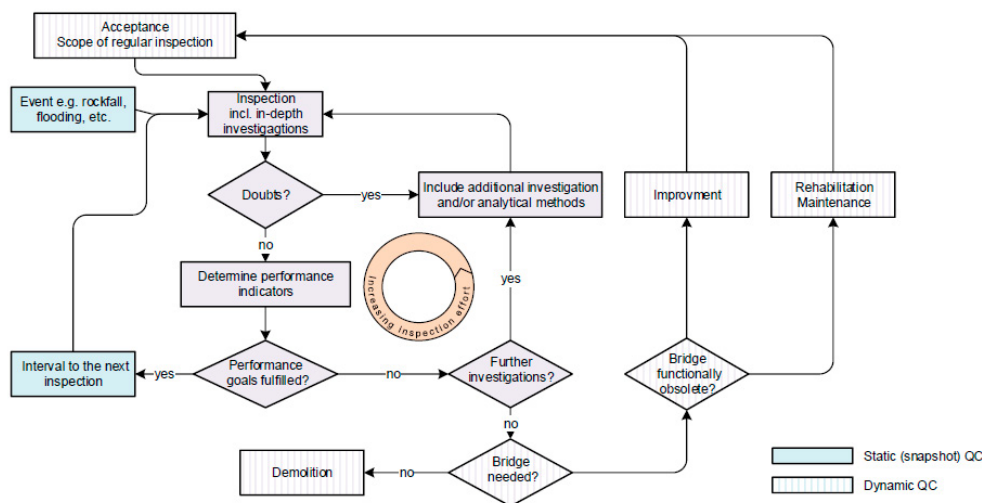 Acceptance
Scope of regular inspection
Event e.g. rockfall,
flooding, etc.
Inspection
incl. in-depth
investigagtions
Doubts?
yes
Include additional investigation
and/or analytical methods
Improvment
Rehabilitation
Maintenance
no
Determine performance
indicators
Increasing inspection effort
yes
Interval to the next
inspection
yes
Performance
goals fulfilled?
no
Further
investigations?
Bridge
functionally
obsolete?
no
Demolition
no
Bridge
needed?
Static (snapshot) QC
Dynamic QC